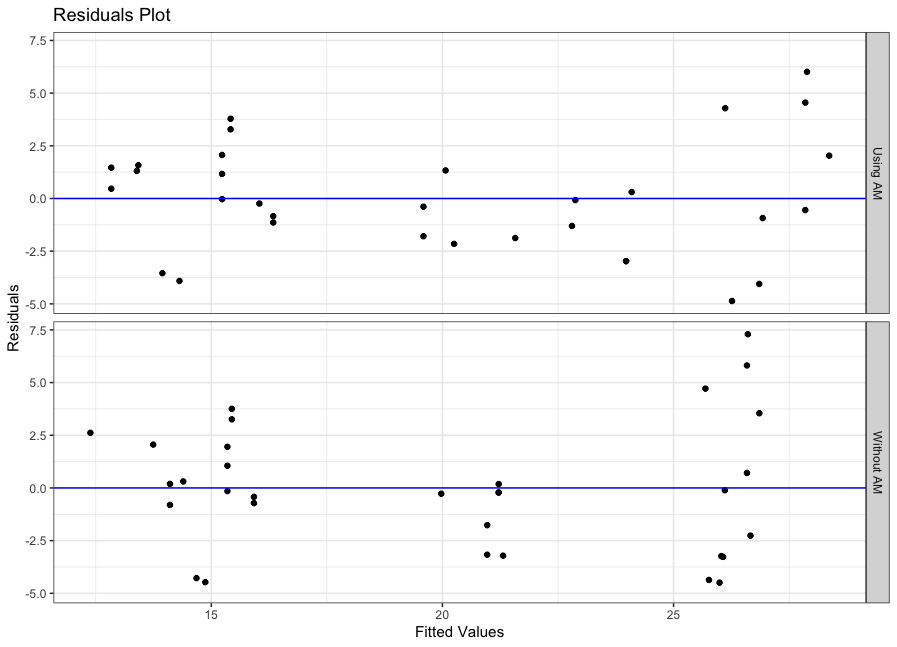 Residuals Plot
7.5
5.0
2.5
0.0
-2.5
-5.0
Using AM
7.5
5.0
2.5
0.0
-2.5
-5.0
Without AM
Residuals
15 20 25
Fitted Values